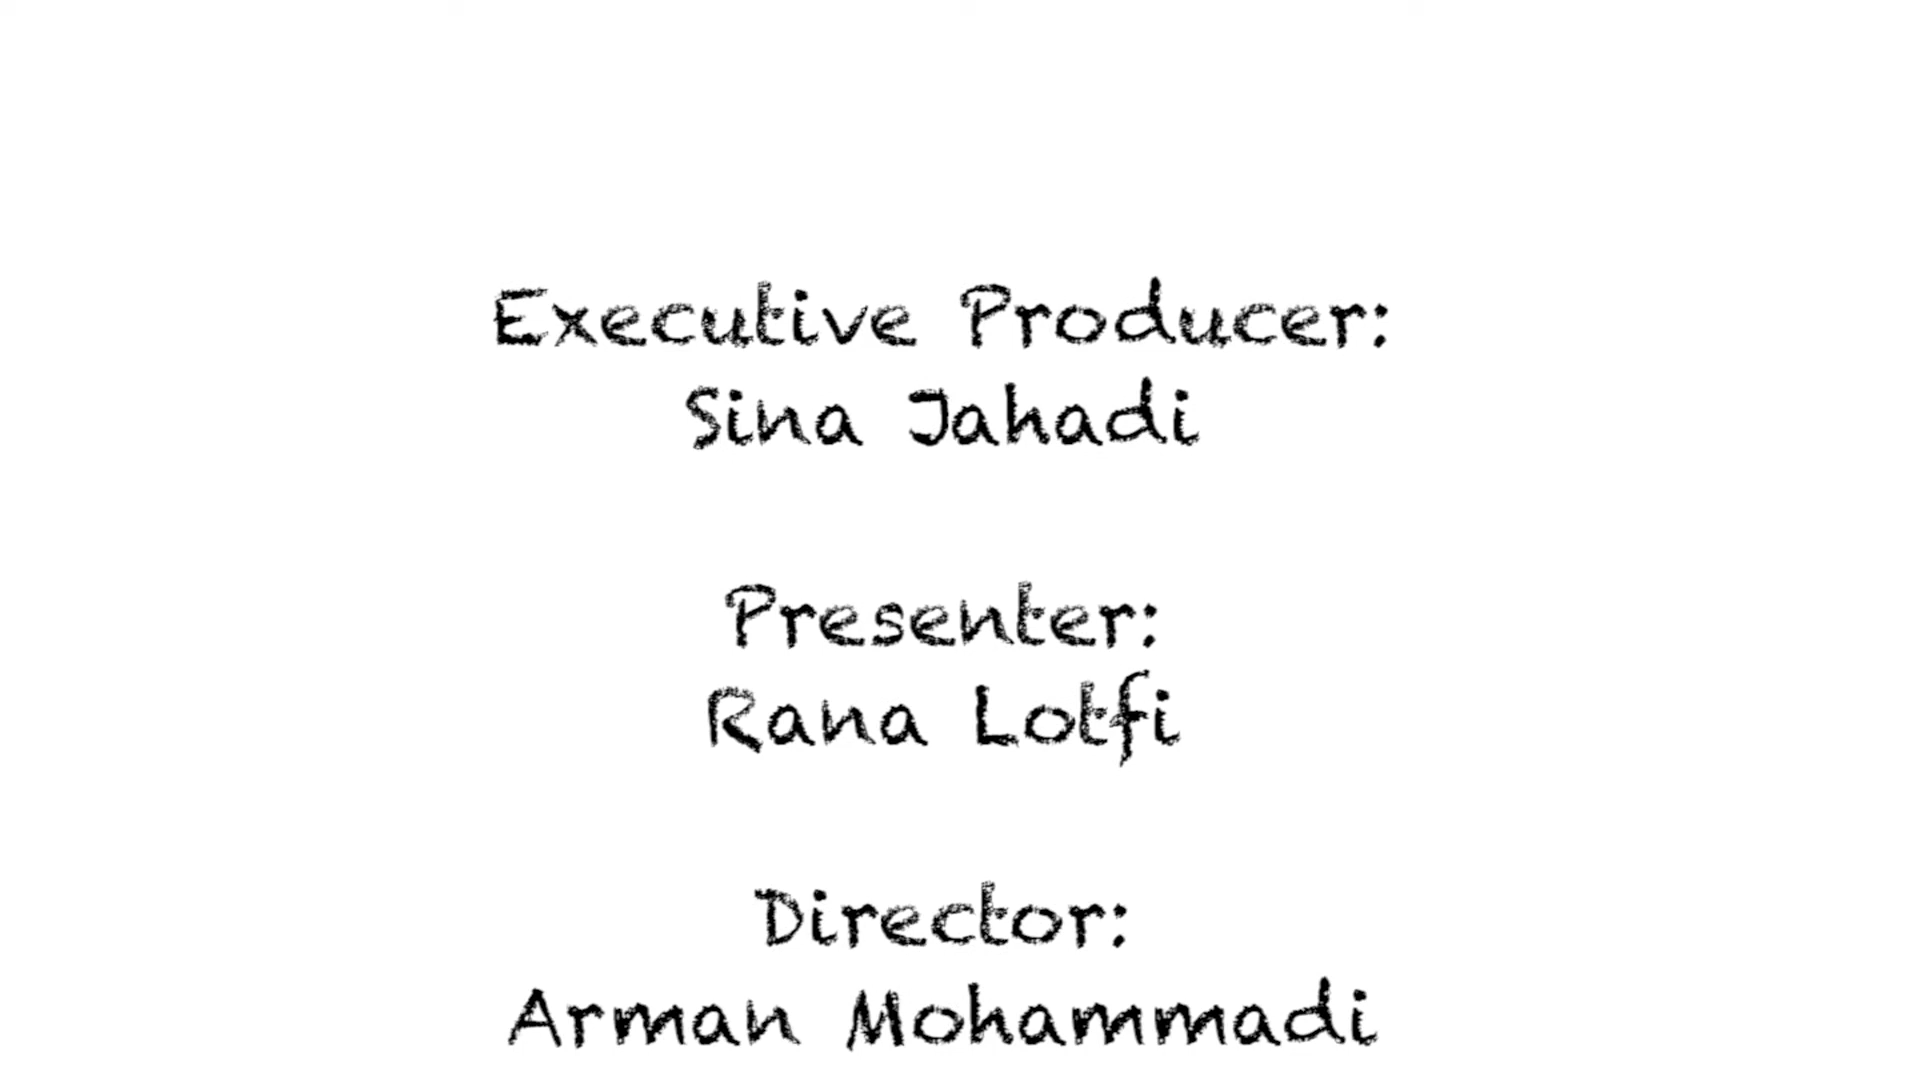 Executive Producer:
Sina Jahadi
Presenter:
Rana Lotfi
Director:
Arman Mohammadi